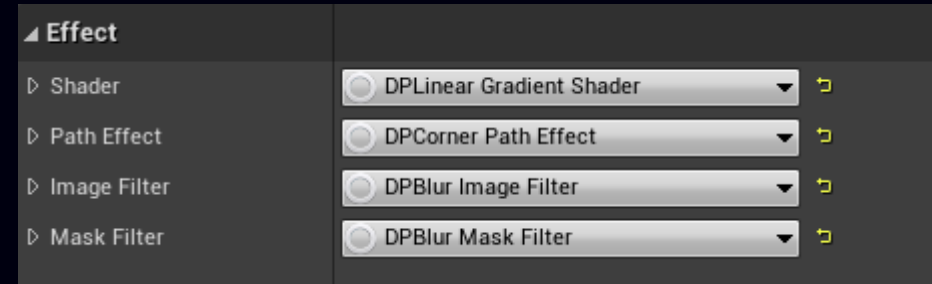 Effect
Shader DPLinear Gradient Shader
Path Effect DPCorner Path Effect
Image Filter DPBlur Image Filter
Mask Filter DPBlur Mask Filter